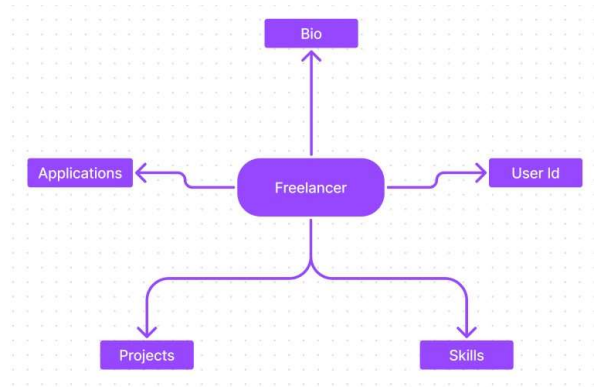 Bio
Applications
Freelancer
User Id
Projects
Skills